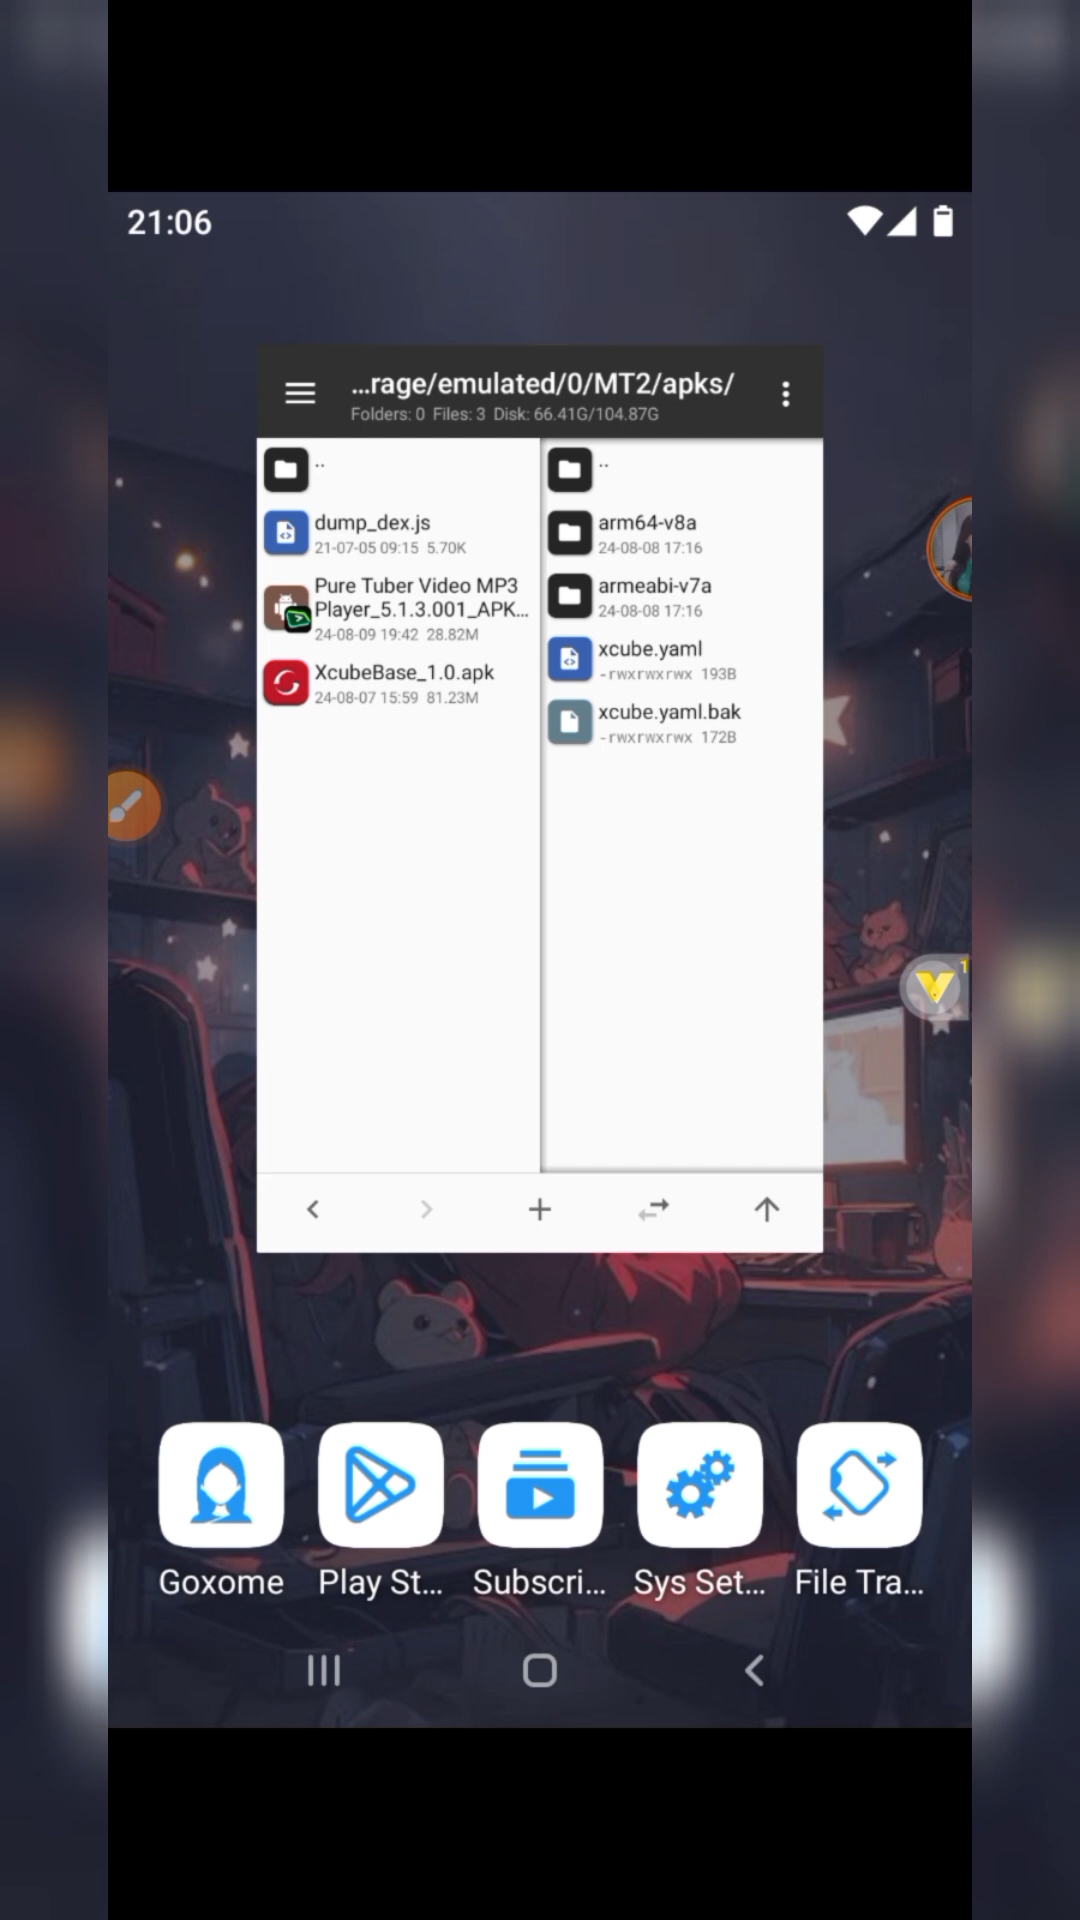 21:06
...rage/emulated/0/MT2/apks/
Folders: 0 Files: 3 Disk: 66.41G/104.87G
..
dump_dex.js
21-07-05 09:15 5.70K
Pure Tuber Video MP3
Player_5.1.3.001_APK...
24-08-09 19:42 28.82M
XcubeBase_1.0.apk
24-08-07 15:59 81.23M
..
arm64-v8a
24-08-08 17:16
armeabi-v7a
24-08-08 17:16
xcube.yaml
-rwxrwxrwx 193B
xcube.yaml.bak
-rwxrwxrwx 172B
1
Goxome
Play St...
Subscri...
Sys Set...
File Tra...